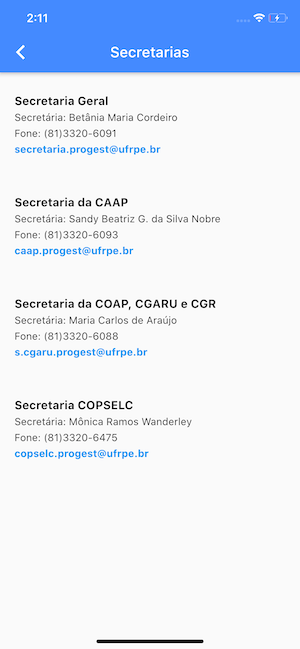 2:11
Secretarias
Secretaria Geral
Secretária: Betânia Maria Cordeiro
Fone: (81)3320-6091
secretaria.progest@ufrpe.br
Secretaria da CAAP
Secretária: Sandy Beatriz G. da Silva Nobre
Fone: (81)3320-6093
caap.progest@ufrpe.br
Secretaria da COAP, CGARU e CGR
Secretária: Maria Carlos de Araújo
Fone: (81)3320-6088
s.cgaru.progest@ufrpe.br
Secretaria COPSELC
Secretária: Mônica Ramos Wanderley
Fone: (81)3320-6475
copselc.progest@ufrpe.br